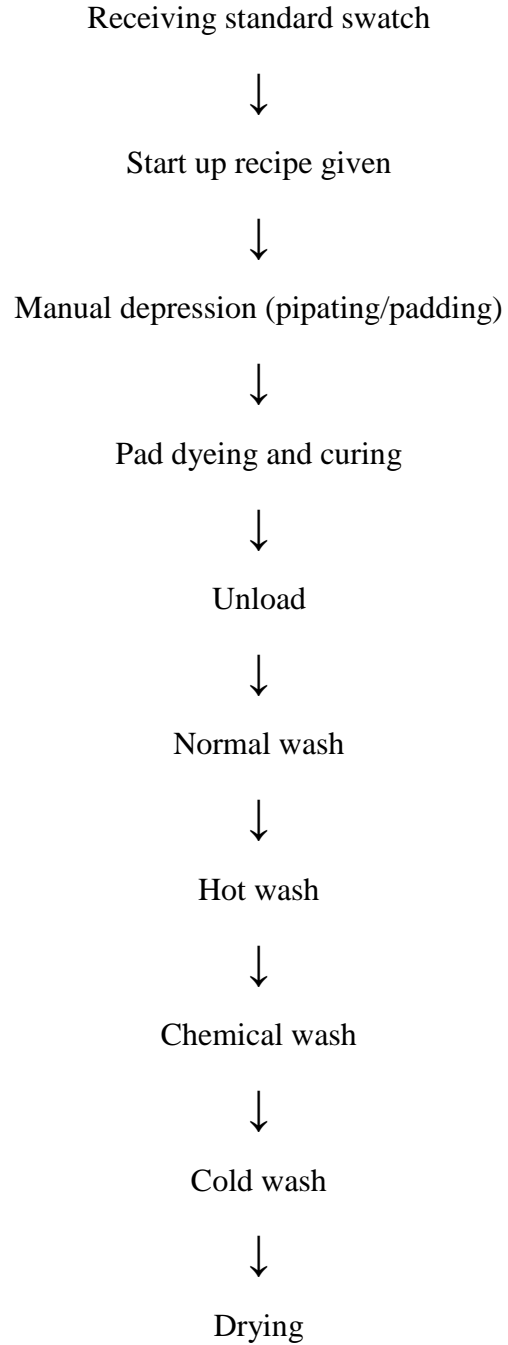 Receiving standard swatch
↓
Start up recipe given
↓
Manual depression (pipating/padding)
↓
Pad dyeing and curing
↓
Unload
↓
Normal wash
↓
Hot wash
↓
Chemical wash
↓
Cold wash
↓
Drying